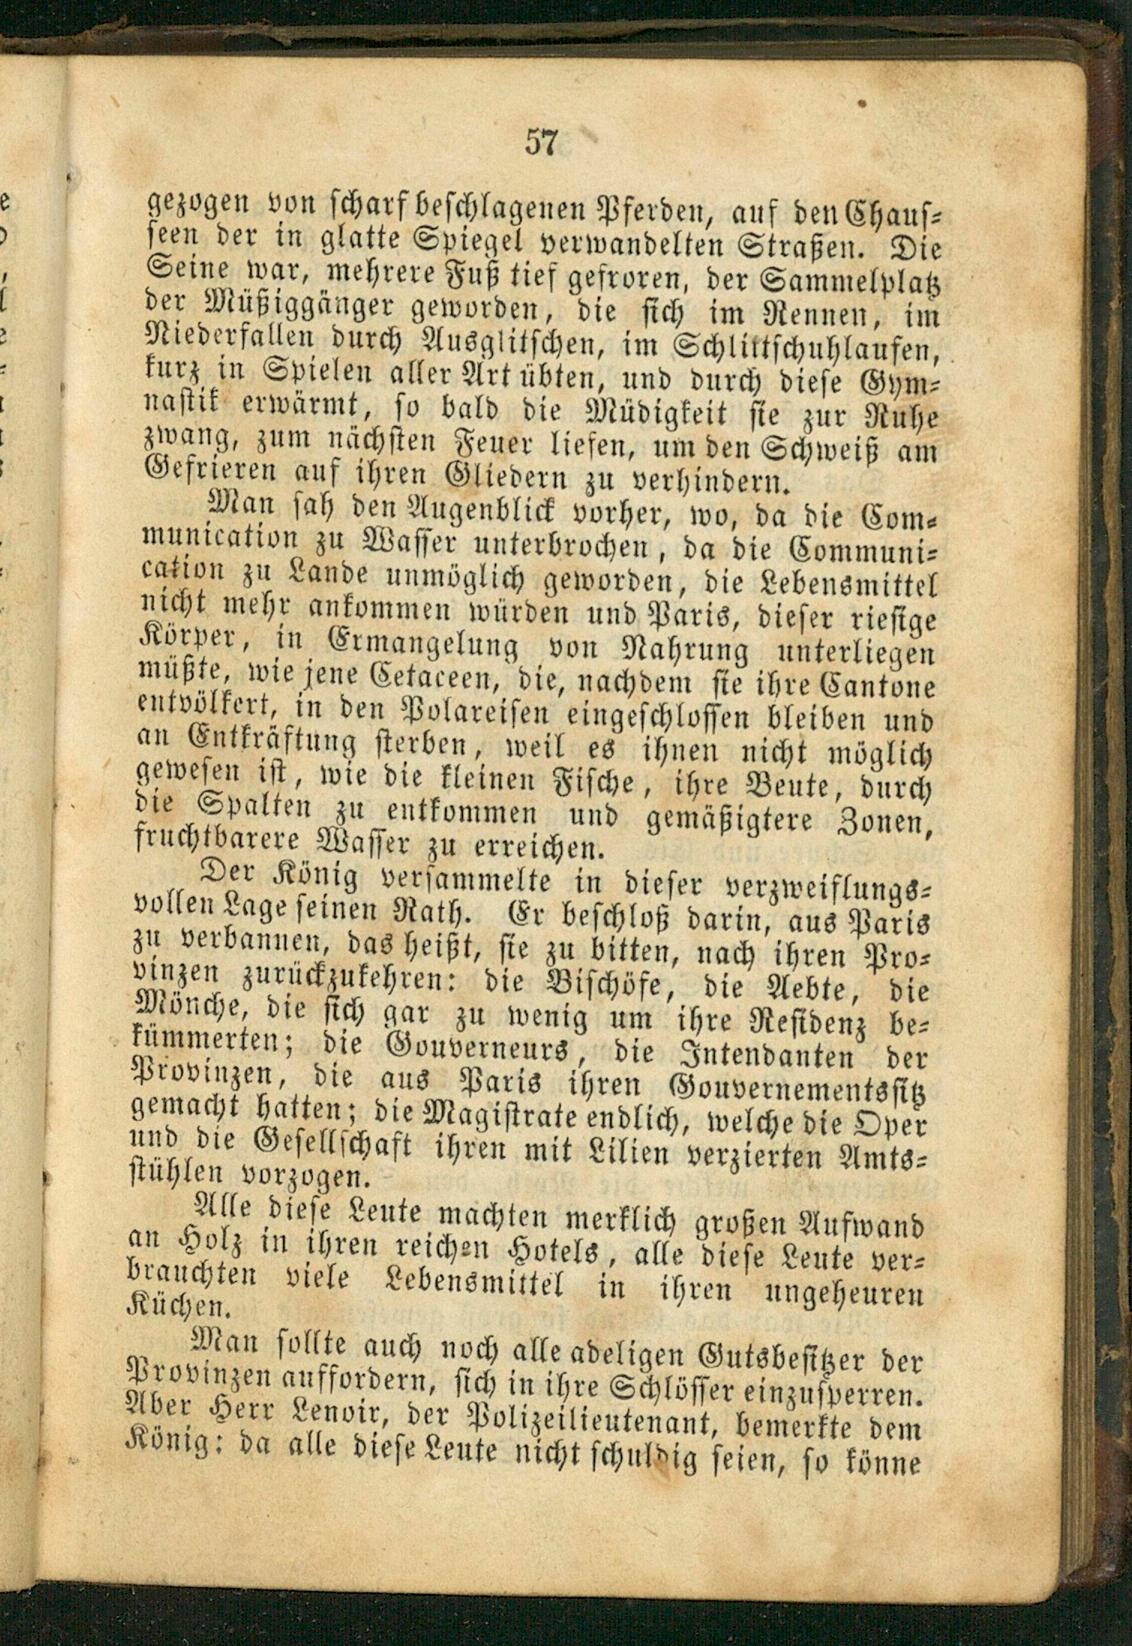 57
gezogen von scharf beschlagenen Pferden, auf den Chaus-
seen der in glatte Spiegel verwandelten Straßen. Die
Seine war, mehrere Fuß tief gefroren, der Sammelplatz
der Müßiggänger geworden, die sich im Rennen, im
Niederfallen durch Ausglitschen, im Schlittschuhlaufen,
kurz in Spielen aller Art übten, und durch diese Gym-
nastik erwärmt, so bald die Müdigkeit sie zur Ruhe
zwang, zum nächsten Feuer liefen, um den Schweiß am
Gefrieren auf ihren Gliedern zu verhindern.
Man sah den Augenblick vorher, wo, da die Com-
munication zu Wasser unterbrochen, da die Communi-
cation zu Lande unmöglich geworden, die Lebensmittel
nicht mehr ankommen würden und Paris, dieser riesige
Körper, in Ermangelung von Nahrung unterliegen
müßte, wie jene Cetaceen, die, nachdem sie ihre Cantone
entvölkert, in den Polareisen eingeschlossen bleiben und
an Entkräftung sterben, weil es ihnen nicht möglich
gewesen ist, wie die kleinen Fische, ihre Beute, durch
die Spalten zu entkommen und gemäßigtere Zonen,
fruchtbarere Wasser zu erreichen.
Der König versammelte in dieser verzweiflungs-
vollen Lage seinen Rath. Er beschloß darin, aus Paris
zu verbannen, das heißt, sie zu bitten, nach ihren Pro-
vinzen zurückzukehren: die Bischöfe, die Aebte, die
Mönche, die sich gar zu wenig um ihre Residenz be-
kümmerten; die Gouverneurs, die Intendanten der
Provinzen, die aus Paris ihren Gouvernementssitz
gemacht hatten; die Magistrate endlich, welche die Oper
und die Gesellschaft ihren mit Lilien verzierten Amts-
stühlen vorzogen.
Alle diese Leute machten merklich großen Aufwand
an Holz in ihren reichen Hotels, alle diese Leute ver-
brauchten viele Lebensmittel in ihren ungeheuren
Küchen.
Man sollte auch noch alle adeligen Gutsbesitzer der
Provinzen auffordern, sich in ihre Schlösser einzusperren.
Aber Herr Lenoir, der Polizeilieutenant, bemerkte dem
König: da alle diese Leute nicht schuldig seien, so könne